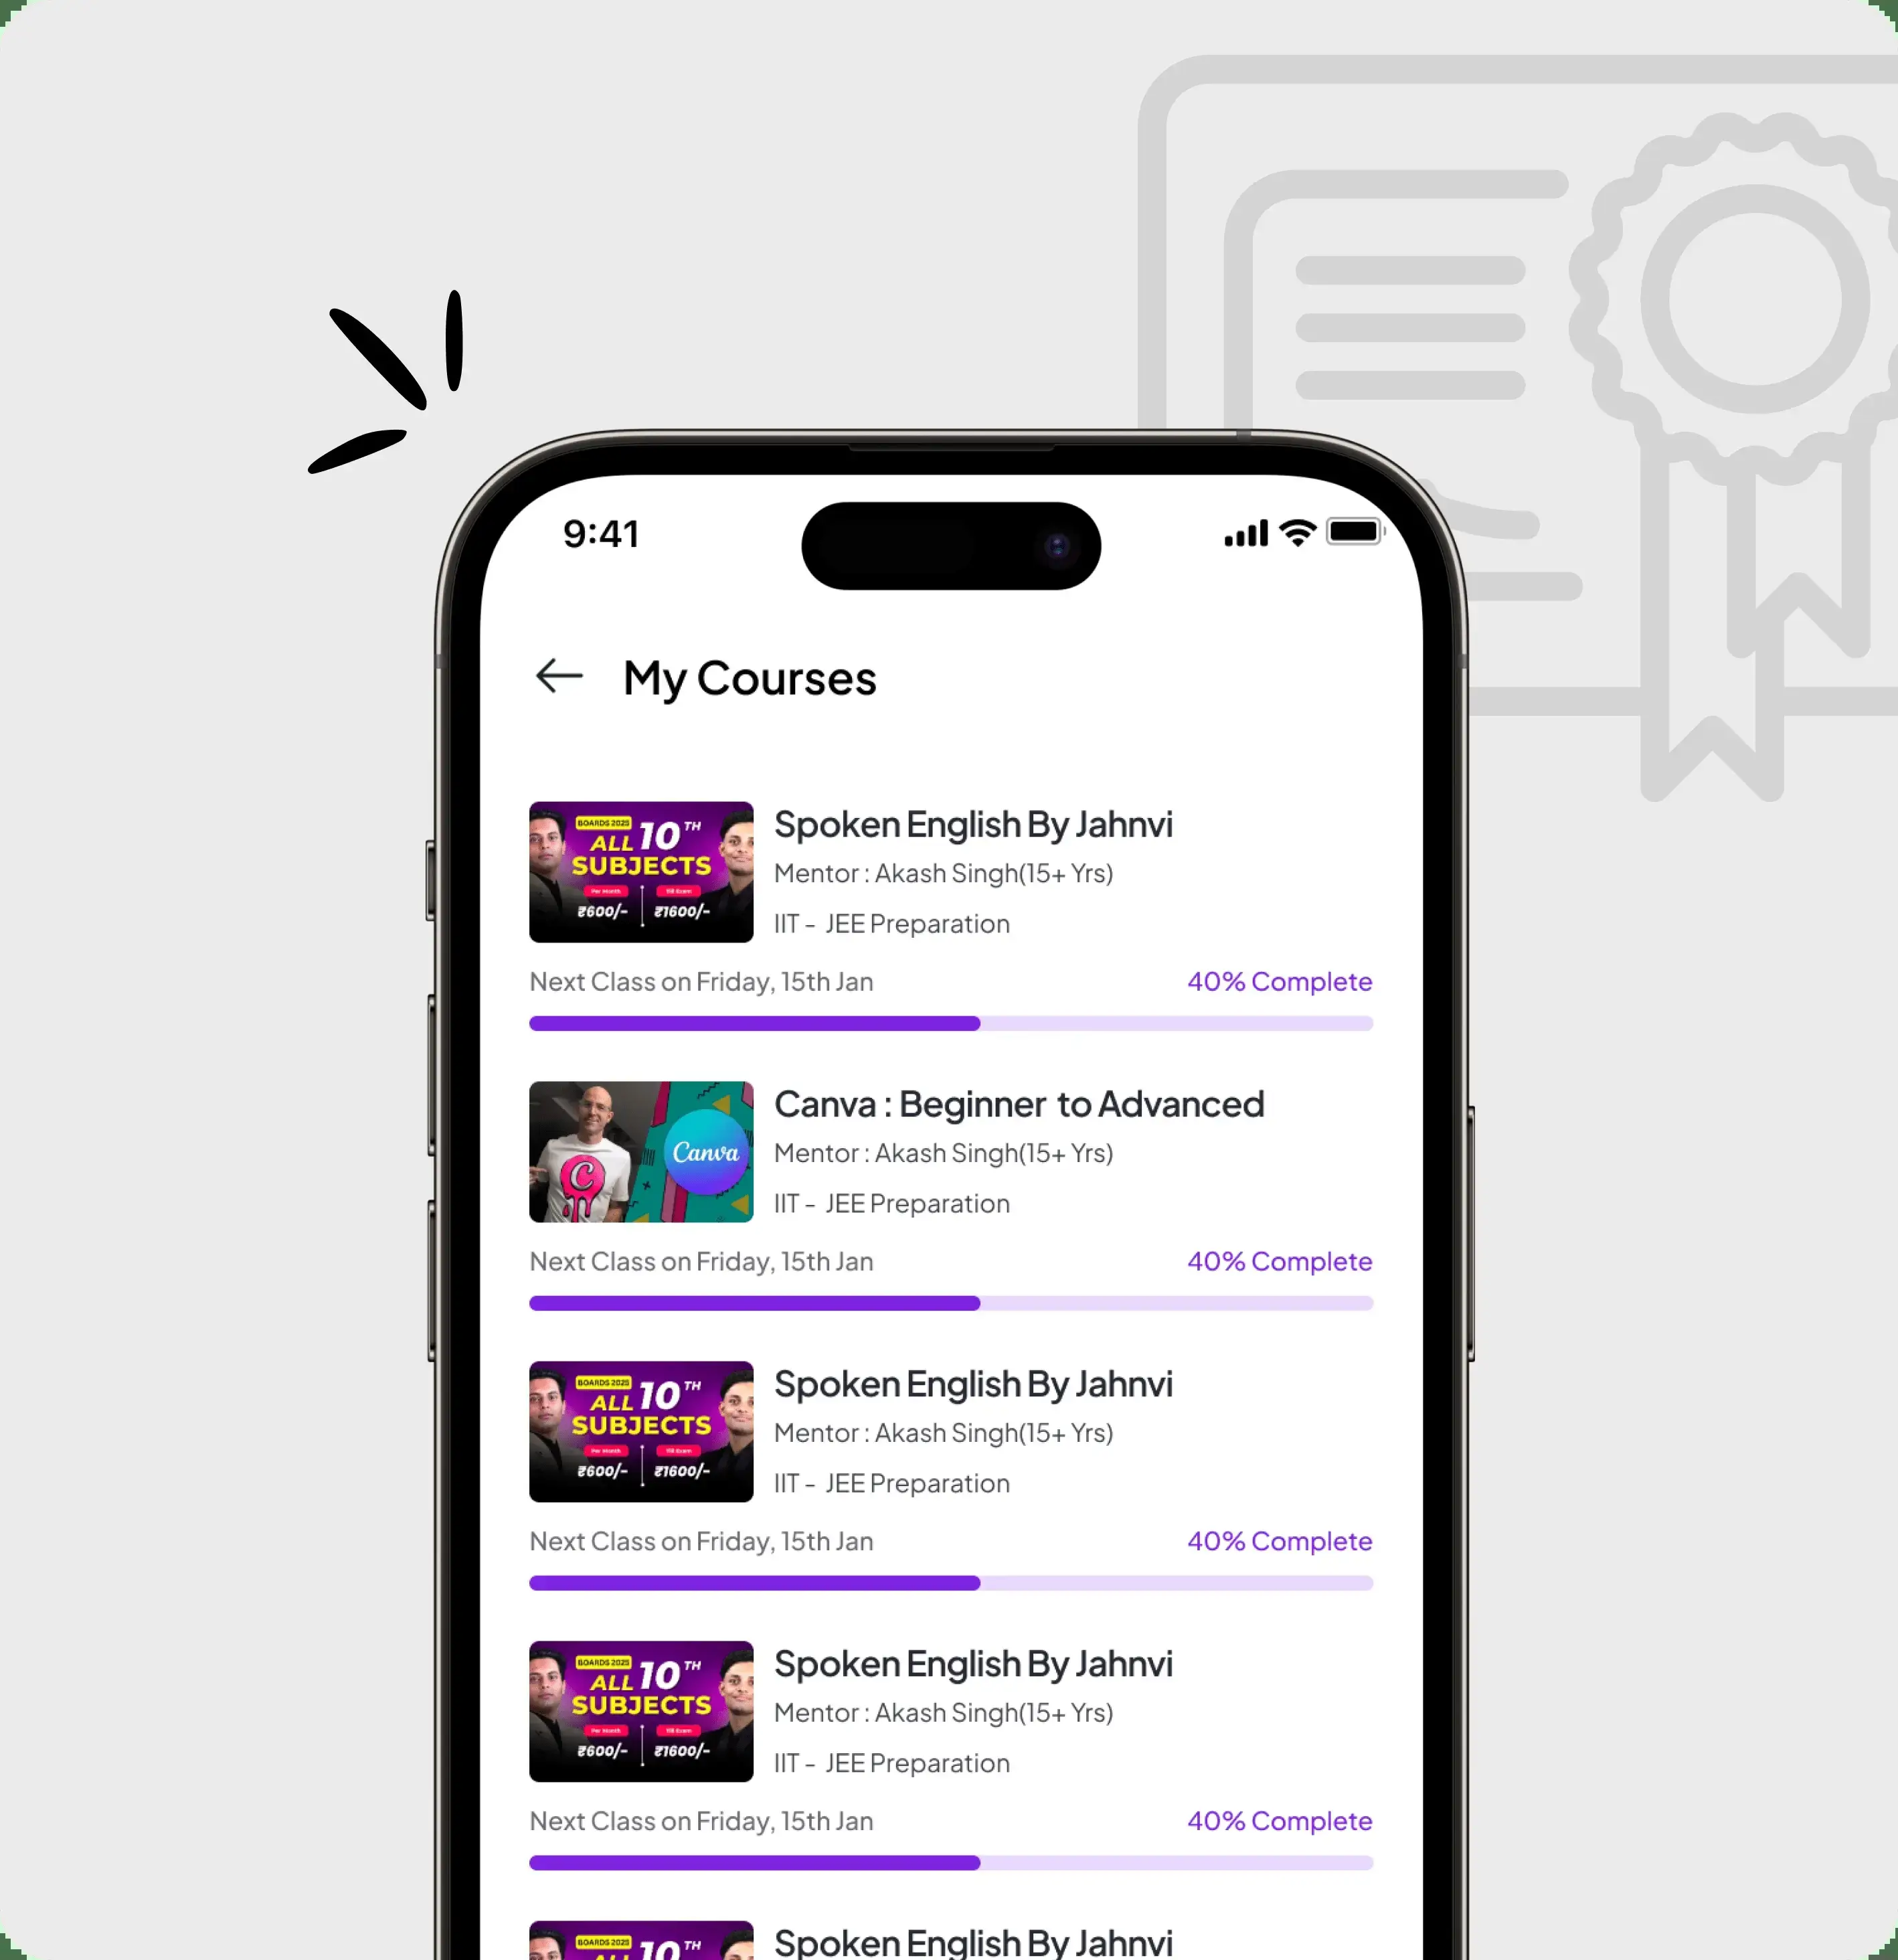 9:41
My Courses
BOARDS 2025
ALL 10TH
SUBJECTS
Per Month
Till Exam
₹600/-
₹1600/-
Spoken English By Jahnvi
Mentor : Akash Singh(15+ Yrs)
IIT - JEE Preparation
Next Class on Friday, 15th Jan
40% Complete
C
Canva
Canva : Beginner to Advanced
Mentor : Akash Singh(15+ Yrs)
IIT - JEE Preparation
Next Class on Friday, 15th Jan
40% Complete
BOARDS 2025
ALL 10TH
SUBJECTS
Per Month
Till Exam
₹600/-
₹1600/-
Spoken English By Jahnvi
Mentor : Akash Singh(15+ Yrs)
IIT - JEE Preparation
Next Class on Friday, 15th Jan
40% Complete
BOARDS 2025
ALL 10TH
SUBJECTS
Per Month
Till Exam
₹600/-
₹1600/-
Spoken English By Jahnvi
Mentor : Akash Singh(15+ Yrs)
IIT - JEE Preparation
Next Class on Friday, 15th Jan
40% Complete
BOARDS 2025
ALL 10TH
Spoken English By Jahnvi